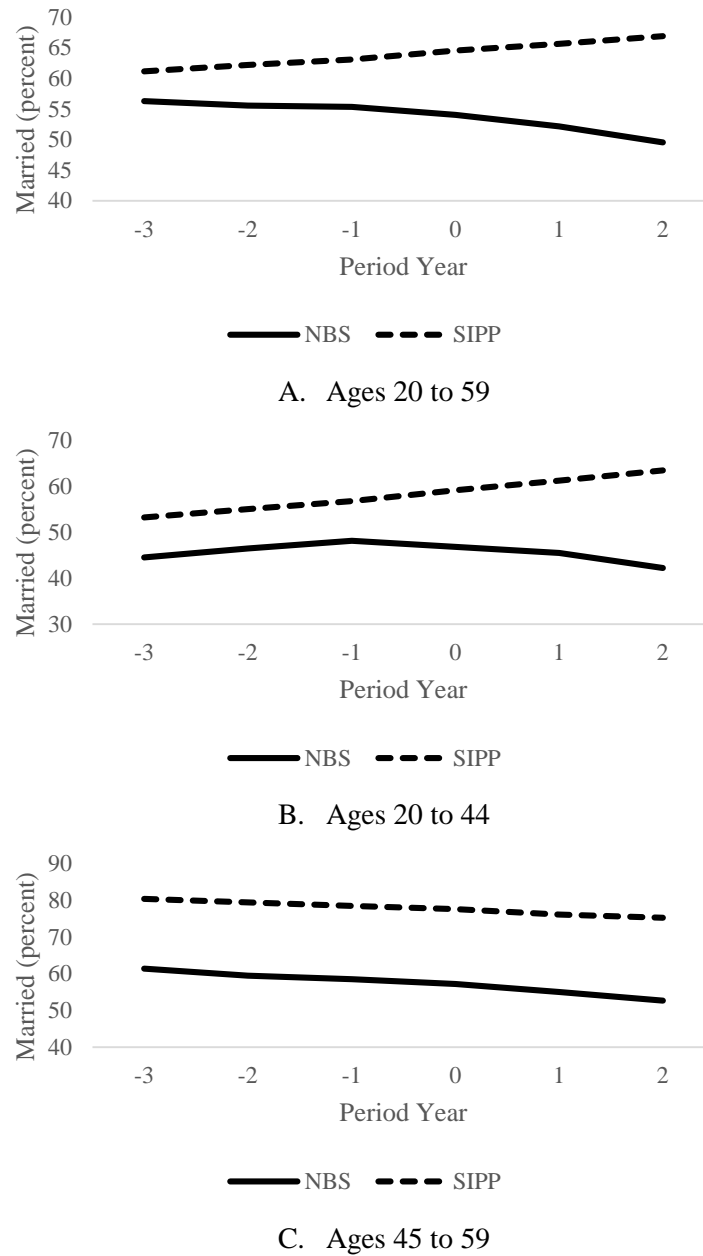 70
65
60
55
50
45
40
Married (percent)
-3 -2 -1 0 1 2
Period Year
NBS SIPP
A. Ages 20 to 59
70
60
50
40
30
Married (percent)
-3 -2 -1 0 1 2
Period Year
NBS SIPP
B. Ages 20 to 44
90
80
70
60
50
40
Married (percent)
-3 -2 -1 0 1 2
Period Year
NBS SIPP
C. Ages 45 to 59